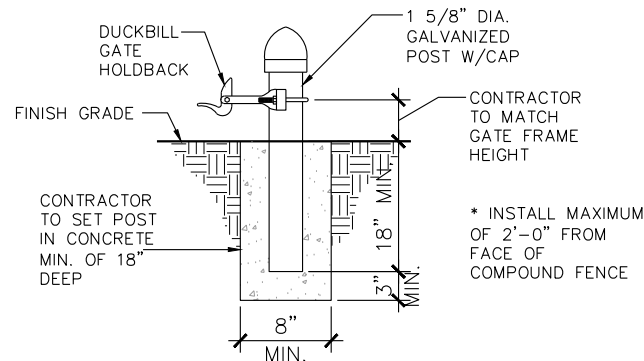 DUCKBILL
GATE
HOLDBACK
1 5/8" DIA.
GALVANIZED
POST W/CAP
FINISH GRADE
CONTRACTOR
TO MATCH
GATE FRAME
HEIGHT
CONTRACTOR
TO SET POST
IN CONCRETE
MIN. OF 18"
DEEP
18" MIN.
* INSTALL MAXIMUM
OF 2'-0" FROM
FACE OF
COMPOUND FENCE
3"
MIN.
8"
MIN.